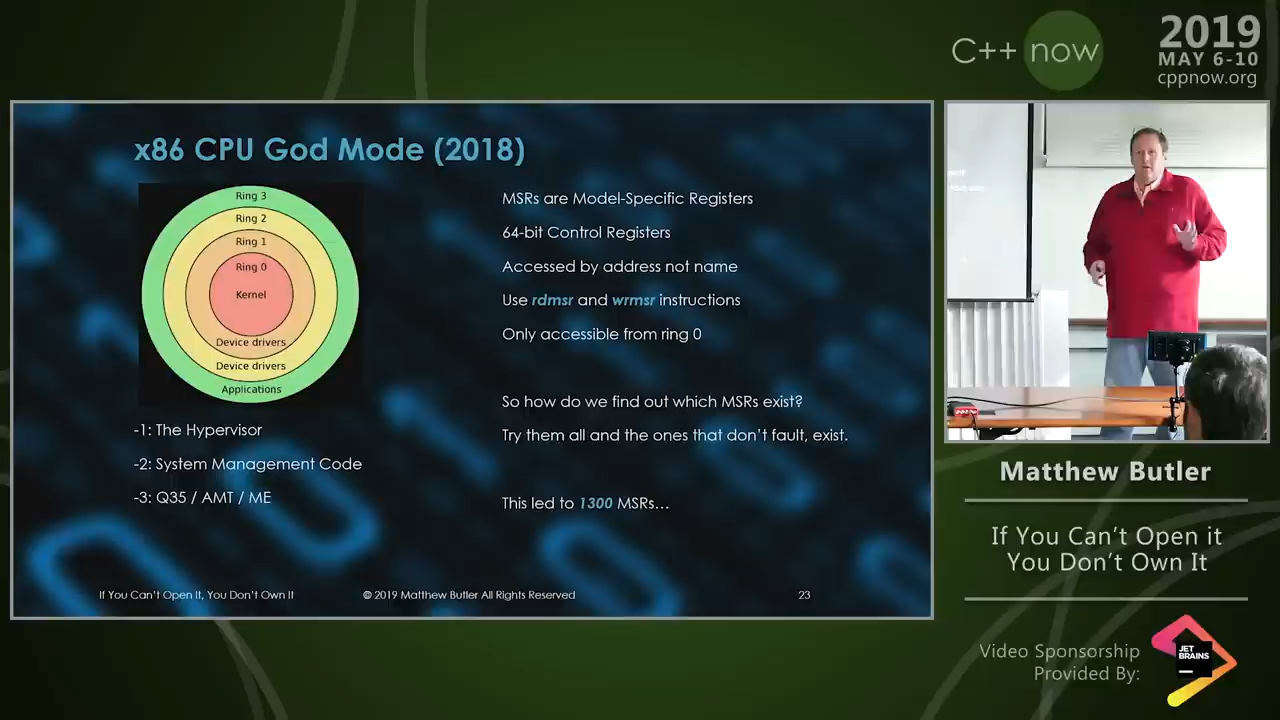 C++ now
2019
MAY 6-10
cppnow.org
x86 CPU God Mode (2018)
Ring 3
Ring 2
Ring 1
Ring 0
Kernel
Device drivers
Device drivers
Applications
-1: The Hypervisor
-2: System Management Code
-3: Q35 / AMT / ME
MSRs are Model-Specific Registers
64-bit Control Registers
Accessed by address not name
Use rdmsr and wrmsr instructions
Only accessible from ring 0
So how do we find out which MSRs exist?
Try them all and the ones that don’t fault, exist.
This led to 1300 MSRs…
If You Can’t Open It, You Don’t Own It
© 2019 Matthew Butler All Rights Reserved
23
Matthew Butler
If You Can’t Open it
You Don’t Own It
Video Sponsorship
Provided By:
JET
BRAINS